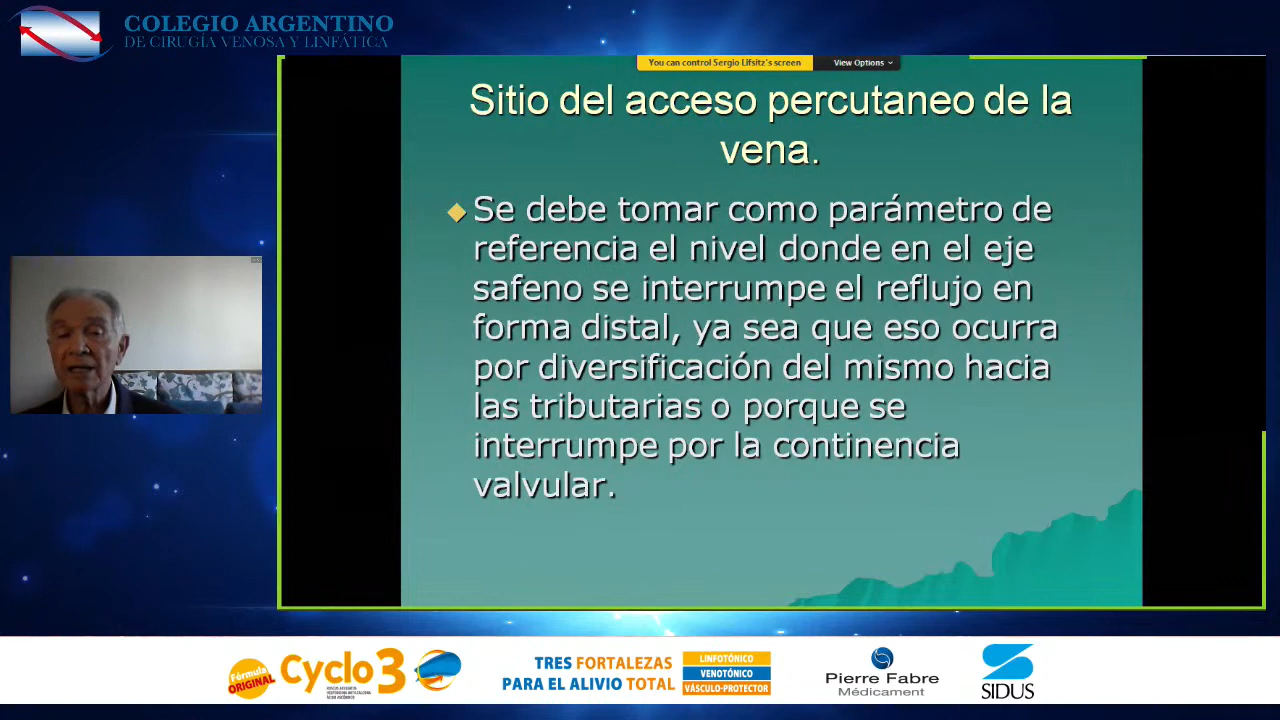 COLEGIO ARGENTINO
DE CIRUGÍA VENOSA Y LINFÁTICA
You can control Sergio Lifsitz's screen
View Options
Sitio del acceso percutaneo de la
vena.
Se debe tomar como parámetro de
referencia el nivel donde en el eje
safeno se interrumpe el reflujo en
forma distal, ya sea que eso ocurra
por diversificación del mismo hacia
las tributarias o porque se
interrumpe por la continencia
valvular.
Fórmula
ORIGINAL
Cyclo 3
TRES FORTALEZAS
PARA EL ALIVIO TOTAL
LINFOTÓNICO
VENOTÓNICO
VÁSCULO-PROTECTOR
Pierre Fabre
Médicament
SIDUS